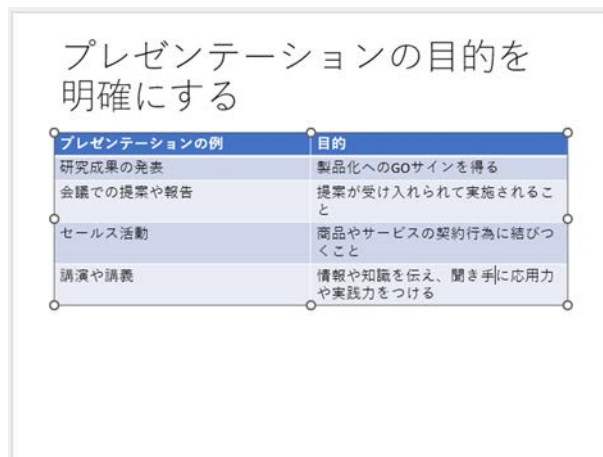 プレゼンテーションの目的を
明確にする
プレゼンテーションの例 目的
研究成果の発表 製品化へのGOサインを得る
会議での提案や報告 提案が受け入れられて実施されるこ
と
セールス活動 商品やサービスの契約行為に結びつ
くこと
講演や講義 情報や知識を伝え、聞き手に応用力
や実践力をつける